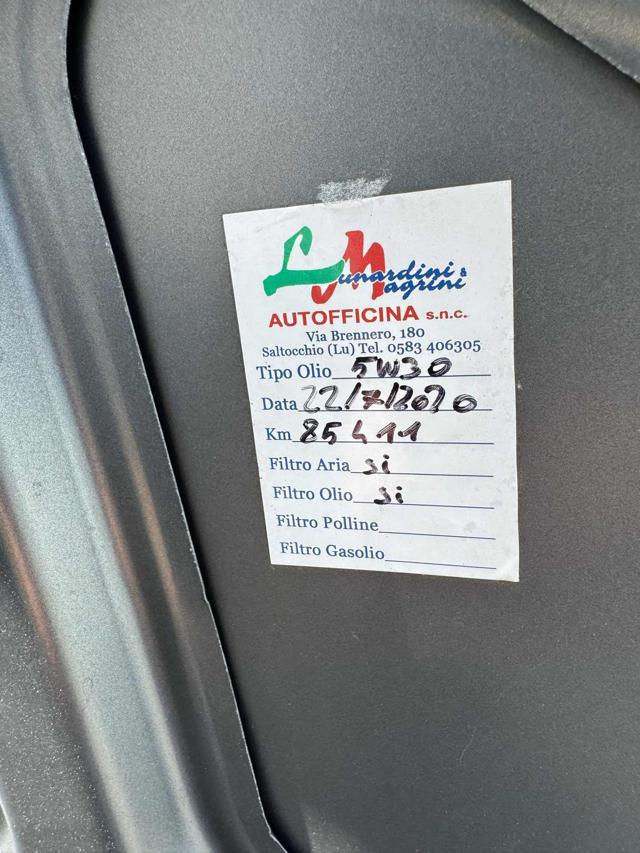 Lunardini &
Magrini
AUTOFFICINA s.n.c.
Via Brennero, 180
Saltocchio (Lu) Tel. 0583 406305
Tipo Olio 5W30
Data 22/7/2020
Km 85411
Filtro Aria si
Filtro Olio si
Filtro Polline
Filtro Gasolio